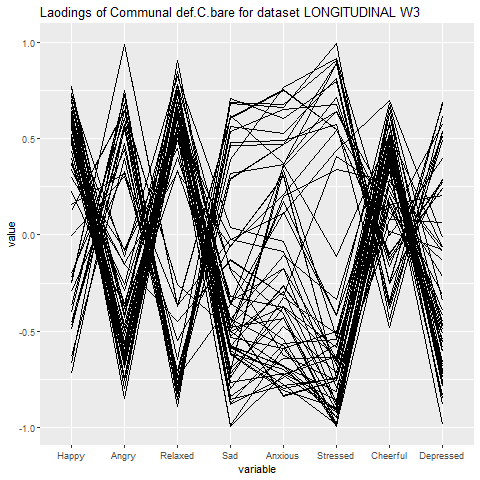 Laodings of Communal def.C.bare for dataset LONGITUDINAL W3
1.0
0.5
0.0
-0.5
-1.0
value
Happy Angry Relaxed Sad Anxious Stressed Cheerful Depressed
variable